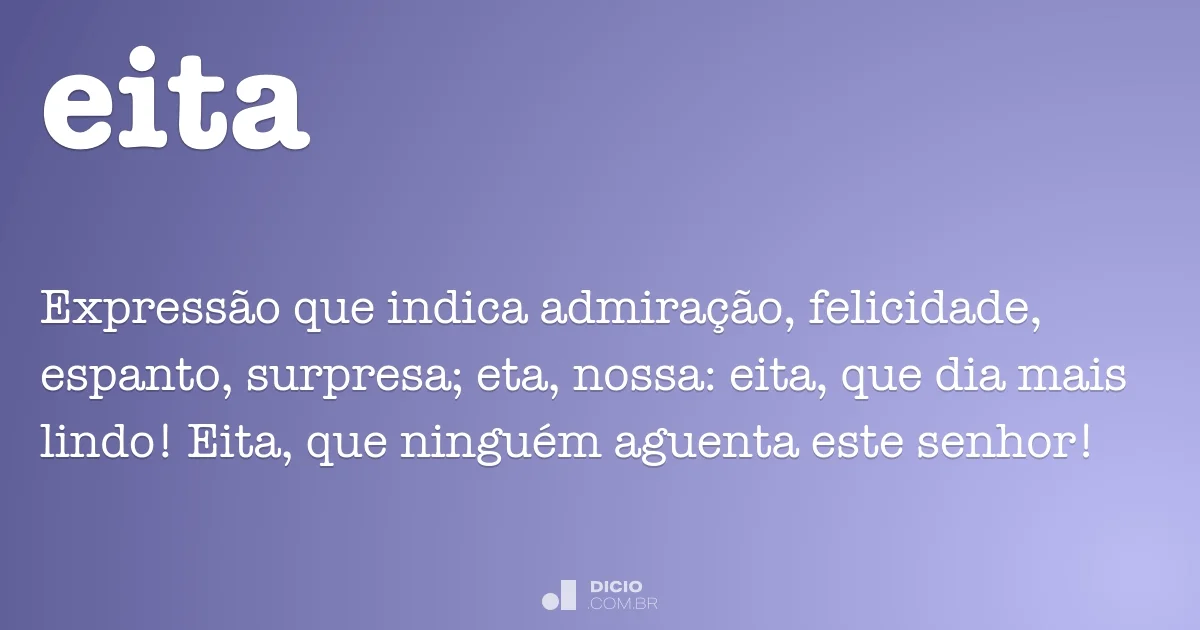 eita
Expressão que indica admiração, felicidade,
espanto, surpresa; eta, nossa: eita, que dia mais
lindo! Eita, que ninguém aguenta este senhor!
DICIO
.COM.BR